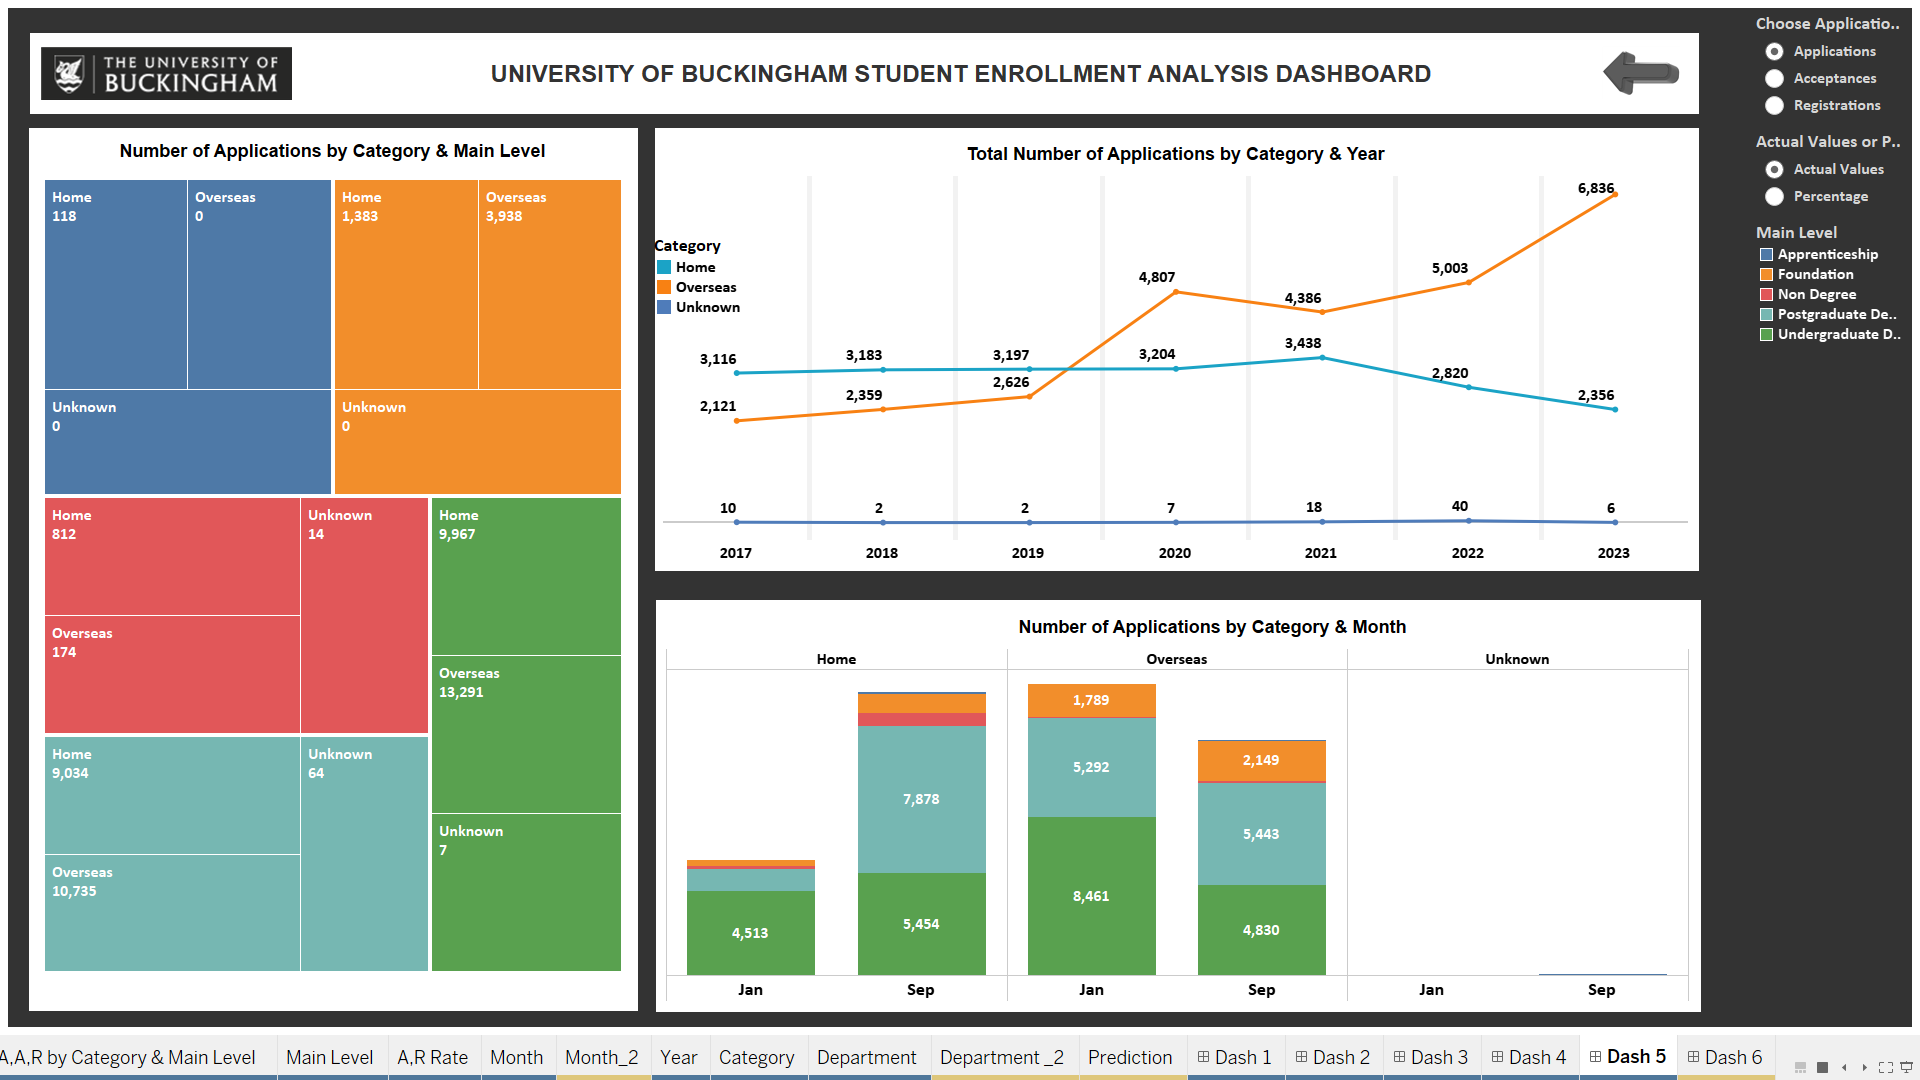 THE UNIVERSITY OF
BUCKINGHAM
UNIVERSITY OF BUCKINGHAM STUDENT ENROLLMENT ANALYSIS DASHBOARD
Choose Applicatio..
Applications
Acceptances
Registrations
Actual Values or P..
Actual Values
Percentage
Main Level
Apprenticeship
Foundation
Non Degree
Postgraduate De..
Undergraduate D..
Number of Applications by Category & Main Level
Home
118
Overseas
0
Unknown
0
Home
1,383
Overseas
3,938
Unknown
0
Home
812
Overseas
174
Unknown
14
Home
9,967
Overseas
13,291
Unknown
7
Home
9,034
Overseas
10,735
Unknown
64
Total Number of Applications by Category & Year
Category
Home
Overseas
Unknown
3,116 3,183 3,197 3,204 3,438 2,820 2,356
2,121 2,359 2,626 4,807 4,386 5,003 6,836
10 2 2 7 18 40 6
2017 2018 2019 2020 2021 2022 2023
Number of Applications by Category & Month
Home Overseas Unknown
4,513
7,878
5,454
1,789
5,292
8,461
2,149
5,443
4,830
Jan Sep Jan Sep Jan Sep
A,A,R by Category & Main Level Main Level A,R Rate Month Month_2 Year Category Department Department _2 Prediction Dash 1 Dash 2 Dash 3 Dash 4 Dash 5 Dash 6